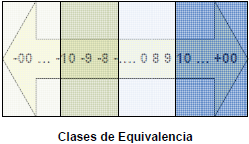 -00 ... -10 -9 -8 -.... 0 8 9 10 ... +00
Clases de Equivalencia